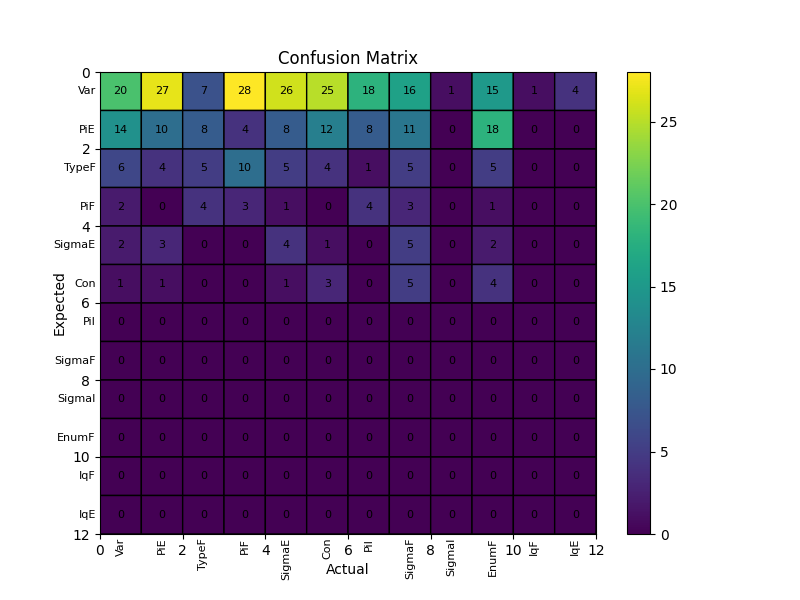 Confusion Matrix
0
Var 20 27 7 28 26 25 18 16 1 15 1 4
PiE 14 10 8 4 8 12 8 11 0 18 0 0
2
TypeF 6 4 5 10 5 4 1 5 0 5 0 0
PiF 2 0 4 3 1 0 4 3 0 1 0 0
4
SigmaE 2 3 0 0 4 1 0 5 0 2 0 0
Con 1 1 0 0 1 3 0 5 0 4 0 0
6
PiI 0 0 0 0 0 0 0 0 0 0 0 0
SigmaF 0 0 0 0 0 0 0 0 0 0 0 0
8
SigmaI 0 0 0 0 0 0 0 0 0 0 0 0
EnumF 0 0 0 0 0 0 0 0 0 0 0 0
10
IqF 0 0 0 0 0 0 0 0 0 0 0 0
IqE 0 0 0 0 0 0 0 0 0 0 0 0
12
Expected
0 2 4 6 8 10 12
Var PiE TypeF PiF SigmaE Con PiI SigmaF SigmaI EnumF IqF IqE
Actual
25
20
15
10
5
0